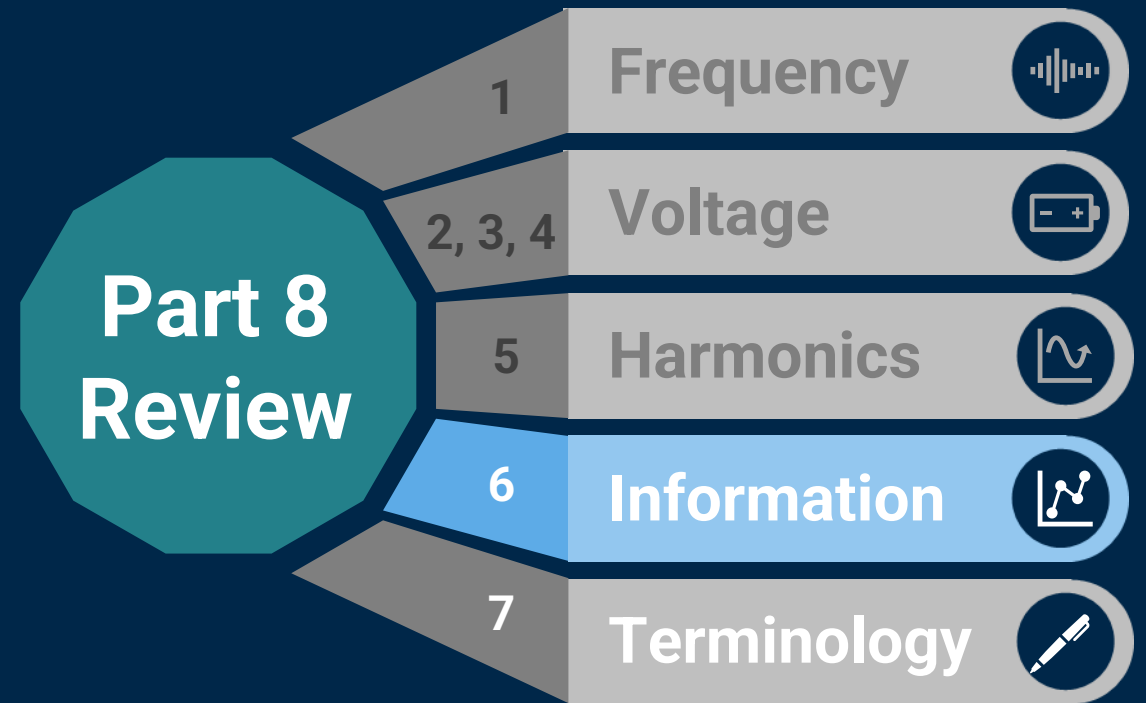 Part 8
Review
1
Frequency
2, 3, 4
Voltage
5
Harmonics
6
Information
7
Terminology